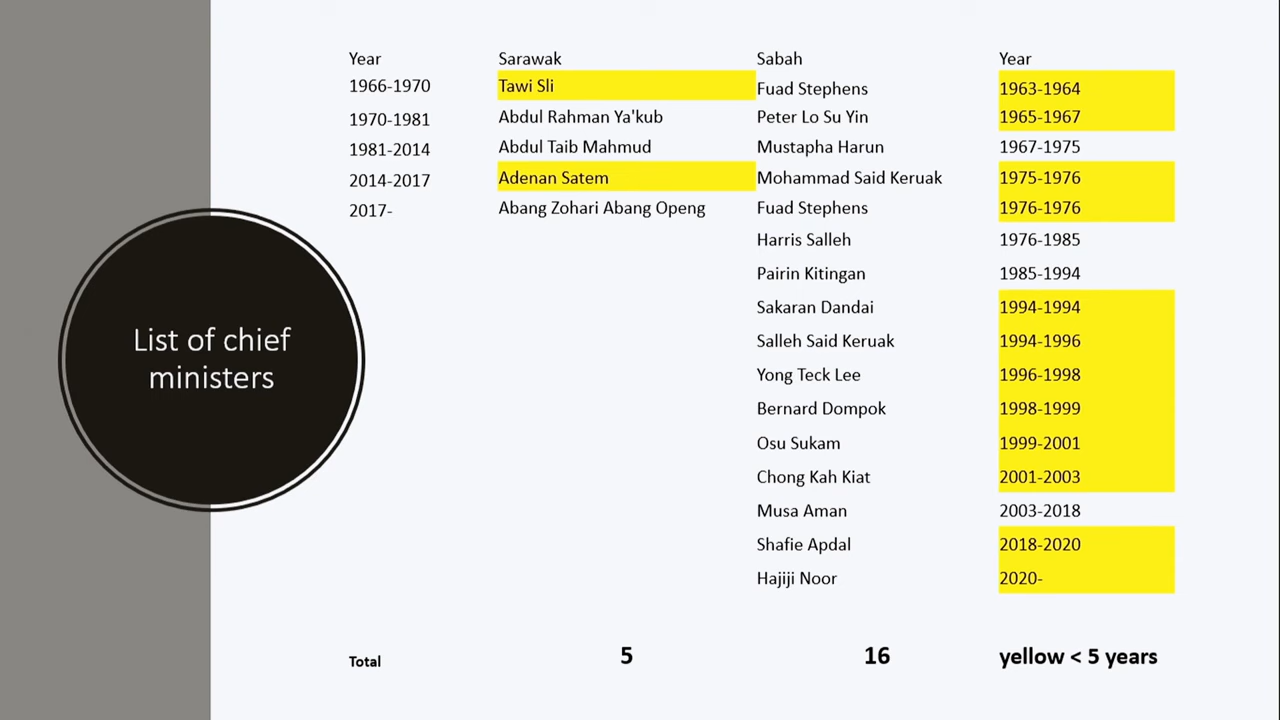 List of chief
ministers
Year Sarawak Sabah Year
1966-1970 Tawi Sli Fuad Stephens 1963-1964
1970-1981 Abdul Rahman Ya'kub Peter Lo Su Yin 1965-1967
1981-2014 Abdul Taib Mahmud Mustapha Harun 1967-1975
2014-2017 Adenan Satem Mohammad Said Keruak 1975-1976
2017- Abang Zohari Abang Openg Fuad Stephens 1976-1976
Harris Salleh 1976-1985
Pairin Kitingan 1985-1994
Sakaran Dandai 1994-1994
Salleh Said Keruak 1994-1996
Yong Teck Lee 1996-1998
Bernard Dompok 1998-1999
Osu Sukam 1999-2001
Chong Kah Kiat 2001-2003
Musa Aman 2003-2018
Shafie Apdal 2018-2020
Hajiji Noor 2020-
Total 5 16 yellow < 5 years